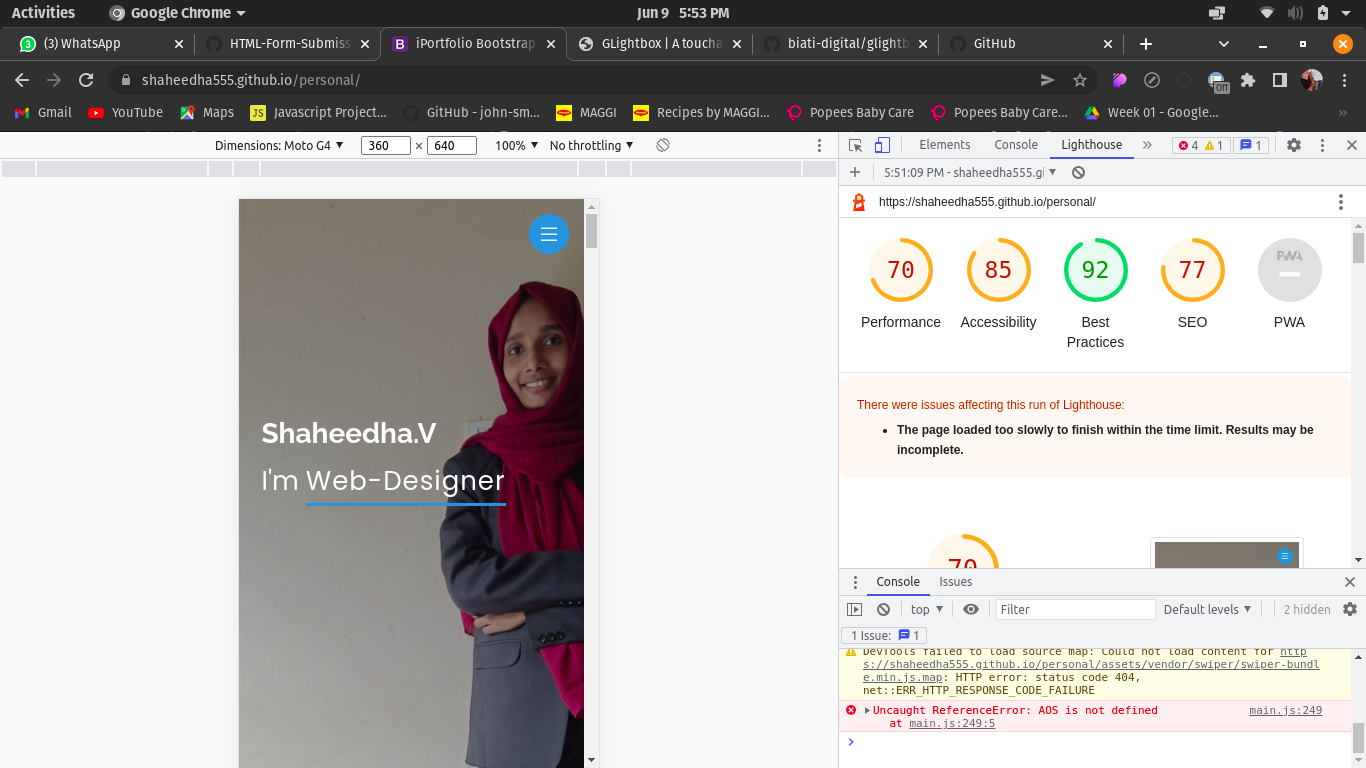 Activities
Google Chrome
Jun 9 5:53 PM
(3) WhatsApp
HTML-Form-Submiss
iPortfolio Bootstrap
GLightbox | A toucha
biati-digital/glightb
GitHub
shaheedha555.github.io/personal/
Off
Gmail
YouTube
Maps
JS
Javascript Project...
GitHub - john-sm...
MAGGI
Recipes by MAGGI...
Popees Baby Care
Popees Baby Care...
Week 01 - Google...
»
Dimensions: Moto G4
360 × 640
100%
No throttling
Elements
Console
Lighthouse
»
4
1
1
5:51:09 PM - shaheedha555.gi
https://shaheedha555.github.io/personal/
70
85
92
77
PWA
Performance
Accessibility
Best
Practices
SEO
PWA
There were issues affecting this run of Lighthouse:
• The page loaded too slowly to finish within the time limit. Results may be
incomplete.
70
Shaheedha.V
I'm Web-Designer
Console
Issues
top
Filter
Default levels
2 hidden
1 Issue: 1
DevTools failed to load source map: Could not load content for http
s://shaheedha555.github.io/personal/assets/vendor/swiper/swiper-bundl
e.min.js.map: HTTP error: status code 404,
net::ERR_HTTP_RESPONSE_CODE_FAILURE
Uncaught ReferenceError: AOS is not defined main.js:249
at main.js:249:5